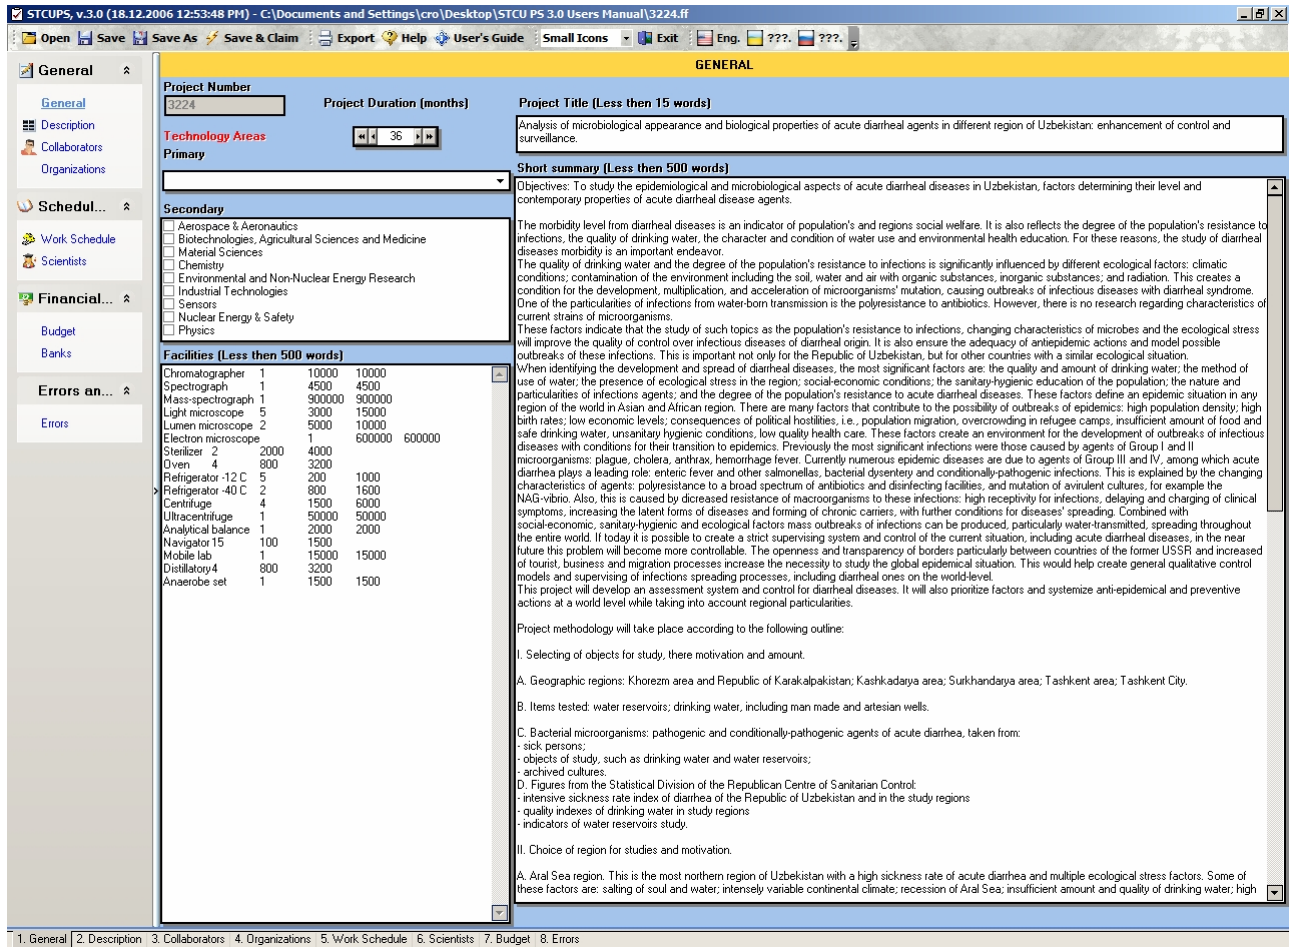 STCUPS, v.3.0 (18.12.2006 12:53:48 PM) - C:\Documents and Settings\cro\Desktop\STCU PS 3.0 Users Manual\3224.ff
Open Save Save As Save & Claim Export Help User's Guide Small Icons Exit Eng. ???. ???.
General
General
Description
Collaborators
Organizations
Schedul...
Work Schedule
Scientists
Financial...
Budget
Banks
Errors an...
Errors
GENERAL
Project Number
3224
Project Duration (months)
36
Technology Areas
Primary
Secondary
Aerospace & Aeronautics
Biotechnologies, Agricultural Sciences and Medicine
Material Sciences
Chemistry
Environmental and Non-Nuclear Energy Research
Industrial Technologies
Sensors
Nuclear Energy & Safety
Physics
Facilities (Less then 500 words)
Chromatographer 1 10000 10000
Spectrograph 1 4500 4500
Mass-spectrograph 1 900000 900000
Light microscope 5 3000 15000
Lumen microscope 2 5000 10000
Electron microscope 1 600000 600000
Sterilizer 2 2000 4000
Oven 4 800 3200
Refrigerator -12 C 5 200 1000
Refrigerator -40 C 2 800 1600
Centrifuge 4 1500 6000
Ultracentrifuge 1 50000 50000
Analytical balance 1 2000 2000
Navigator 15 100 1500
Mobile lab 1 15000 15000
Distillatory 4 800 3200
Anaerobe set 1 1500 1500
Project Title (Less then 15 words)
Analysis of microbiological appearance and biological properties of acute diarrheal agents in different region of Uzbekistan: enhancement of control and
surveillance.
Short summary (Less then 500 words)
Objectives: To study the epidemiological and microbiological aspects of acute diarrheal diseases in Uzbekistan, factors determining their level and
contemporary properties of acute diarrheal disease agents.
The morbidity level from diarrheal diseases is an indicator of population's and regions social welfare. It is also reflects the degree of the population's resistance to
infections, the quality of drinking water, the character and condition of water use and environmental health education. For these reasons, the study of diarrheal
diseases morbidity is an important endeavor.
The quality of drinking water and the degree of the population's resistance to infections is significantly influenced by different ecological factors: climatic
conditions; contamination of the environment including the soil, water and air with organic substances, inorganic substances; and radiation. This creates a
condition for the development, multiplication, and acceleration of microorganisms' mutation, causing outbreaks of infectious diseases with diarrheal syndrome.
One of the particularities of infections from water-born transmission is the polyresistance to antibiotics. However, there is no research regarding characteristics of
current strains of microorganisms.
These factors indicate that the study of such topics as the population's resistance to infections, changing characteristics of microbes and the ecological stress
will improve the quality of control over infectious diseases of diarrheal origin. It is also ensure the adequacy of antiepidemic actions and model possible
outbreaks of these infections. This is important not only for the Republic of Uzbekistan, but for other countries with a similar ecological situation.
When identifying the development and spread of diarrheal diseases, the most significant factors are: the quality and amount of drinking water; the method of
use of water; the presence of ecological stress in the region; social-economic conditions; the sanitary-hygienic education of the population; the nature and
particularities of infections agents; and the degree of the population's resistance to acute diarrheal diseases. These factors define an epidemic situation in any
region of the world in Asian and African region. There are many factors that contribute to the possibility of outbreaks of epidemics: high population density; high
birth rates; low economic levels; consequences of political hostilities, i.e., population migration, overcrowding in refugee camps, insufficient amount of food and
safe drinking water, unsanitary hygienic conditions, low quality health care. These factors create an environment for the development of outbreaks of infectious
diseases with conditions for their transition to epidemics. Previously the most significant infections were those caused by agents of Group I and II
microorganisms: plague, cholera, anthrax, hemorrhage fever. Currently numerous epidemic diseases are due to agents of Group III and IV, among which acute
diarrhea plays a leading role: enteric fever and other salmonellas, bacterial dysentery and conditionally-pathogenic infections. This is explained by the changing
characteristics of agents: polyresistance to a broad spectrum of antibiotics and disinfecting facilities, and mutation of avirulent cultures, for example the
NAG-vibrio. Also, this is caused by dicreased resistance of macroorganisms to these infections: high receptivity for infections, delaying and charging of clinical
symptoms, increasing the latent forms of diseases and forming of chronic carriers, with further conditions for diseases' spreading. Combined with
social-economic, sanitary-hygienic and ecological factors mass outbreaks of infections can be produced, particularly water-transmitted, spreading throughout
the entire world. If today it is possible to create a strict supervising system and control of the current situation, including acute diarrheal diseases, in the near
future this problem will become more controllable. The openness and transparency of borders particularly between countries of the former USSR and increased
of tourist, business and migration processes increase the necessity to study the global epidemical situation. This would help create general qualitative control
models and supervising of infections spreading processes, including diarrheal ones on the world-level.
This project will develop an assessment system and control for diarrheal diseases. It will also prioritize factors and systemize anti-epidemical and preventive
actions at a world level while taking into account regional particularities.
Project methodology will take place according to the following outline:
I. Selecting of objects for study, there motivation and amount.
A. Geographic regions: Khorezm area and Republic of Karakalpakistan; Kashkadarya area; Surkhandarya area; Tashkent area; Tashkent City.
B. Items tested: water reservoirs; drinking water, including man made and artesian wells.
C. Bacterial microorganisms: pathogenic and conditionally-pathogenic agents of acute diarrhea, taken from:
- sick persons;
- objects of study, such as drinking water and water reservoirs;
- archived cultures.
D. Figures from the Statistical Division of the Republican Centre of Sanitarian Control:
- intensive sickness rate index of diarrhea of the Republic of Uzbekistan and in the study regions
- quality indexes of drinking water in study regions
- indicators of water reservoirs study.
II. Choice of region for studies and motivation.
A. Aral Sea region. This is the most northern region of Uzbekistan with a high sickness rate of acute diarrhea and multiple ecological stress factors. Some of
these factors are: salting of soul and water; intensely variable continental climate; recession of Aral Sea; insufficient amount and quality of drinking water; high
1. General 2. Description 3. Collaborators 4. Organizations 5. Work Schedule 6. Scientists 7. Budget 8. Errors